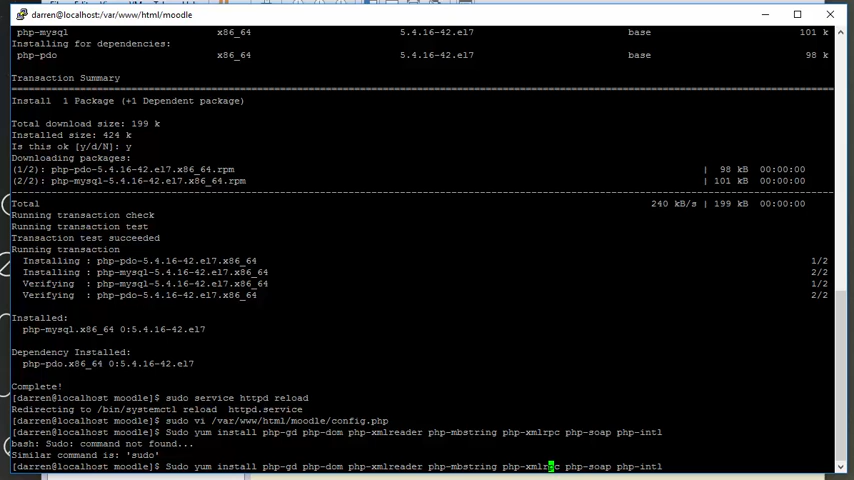 darren@localhost:/var/www/html/moodle
php-mysql x86_64 5.4.16-42.el7 base 101 k
Installing for dependencies:
php-pdo x86_64 5.4.16-42.el7 base 98 k
Transaction Summary
Install 1 Package (+1 Dependent package)
Total download size: 199 k
Installed size: 424 k
Is this ok [y/d/N]: y
Downloading packages:
(1/2): php-pdo-5.4.16-42.el7.x86_64.rpm | 98 kB 00:00:00
(2/2): php-mysql-5.4.16-42.el7.x86_64.rpm | 101 kB 00:00:00
Total 240 kB/s | 199 kB 00:00:00
Running transaction check
Running transaction test
Transaction test succeeded
Running transaction
Installing : php-pdo-5.4.16-42.el7.x86_64 1/2
Installing : php-mysql-5.4.16-42.el7.x86_64 2/2
Verifying : php-mysql-5.4.16-42.el7.x86_64 1/2
Verifying : php-pdo-5.4.16-42.el7.x86_64 2/2
Installed:
php-mysql.x86_64 0:5.4.16-42.el7
Dependency Installed:
php-pdo.x86_64 0:5.4.16-42.el7
Complete!
[darren@localhost moodle]$ sudo service httpd reload
Redirecting to /bin/systemctl reload httpd.service
[darren@localhost moodle]$ sudo vi /var/www/html/moodle/config.php
[darren@localhost moodle]$ Sudo yum install php-gd php-dom php-xmlreader php-mbstring php-xmlrpc php-soap php-intl
bash: Sudo: command not found...
Similar command is: 'sudo'
[darren@localhost moodle]$ Sudo yum install php-gd php-dom php-xmlreader php-mbstring php-xmlrpc php-soap php-intl